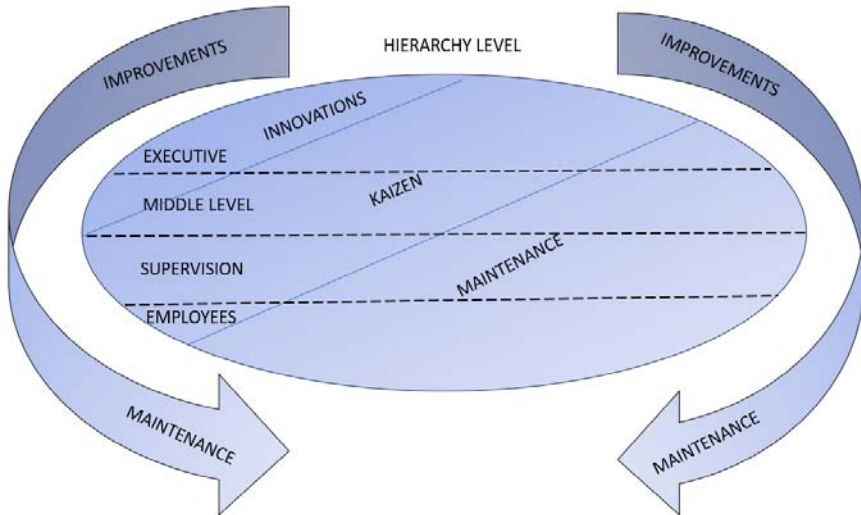 HIERARCHY LEVEL
IMPROVEMENTS
IMPROVEMENTS
INNOVATIONS
EXECUTIVE
KAIZEN
MIDDLE LEVEL
MAINTENANCE
SUPERVISION
EMPLOYEES
MAINTENANCE
MAINTENANCE